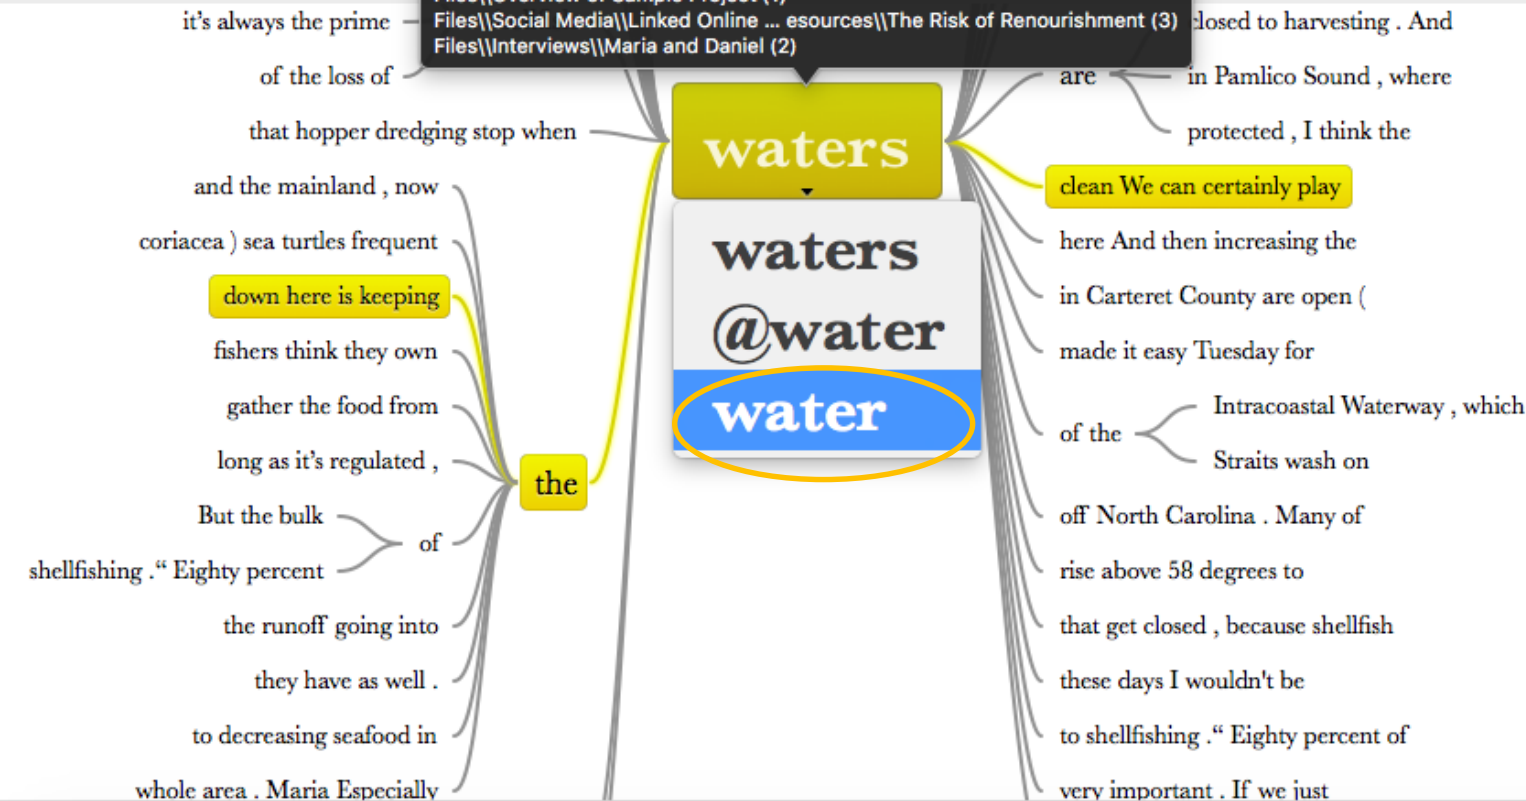 Files\\Social Media\\Linked Online ... esources\\The Risk of Renourishment (3)
Files\\Interviews\\Maria and Daniel (2)
it's always the prime
of the loss of
that hopper dredging stop when
and the mainland , now
coriacea ) sea turtles frequent
down here is keeping
fishers think they own
gather the food from
long as it's regulated ,
the
But the bulk
of
shellfishing .“ Eighty percent
the runoff going into
they have as well .
to decreasing seafood in
whole area . Maria Especially
waters
waters
@water
water
closed to harvesting . And
are
in Pamlico Sound , where
protected , I think the
clean We can certainly play
here And then increasing the
in Carteret County are open (
made it easy Tuesday for
of the
Intracoastal Waterway , which
Straits wash on
off North Carolina . Many of
rise above 58 degrees to
that get closed , because shellfish
these days I wouldn't be
to shellfishing .“ Eighty percent of
very important . If we just